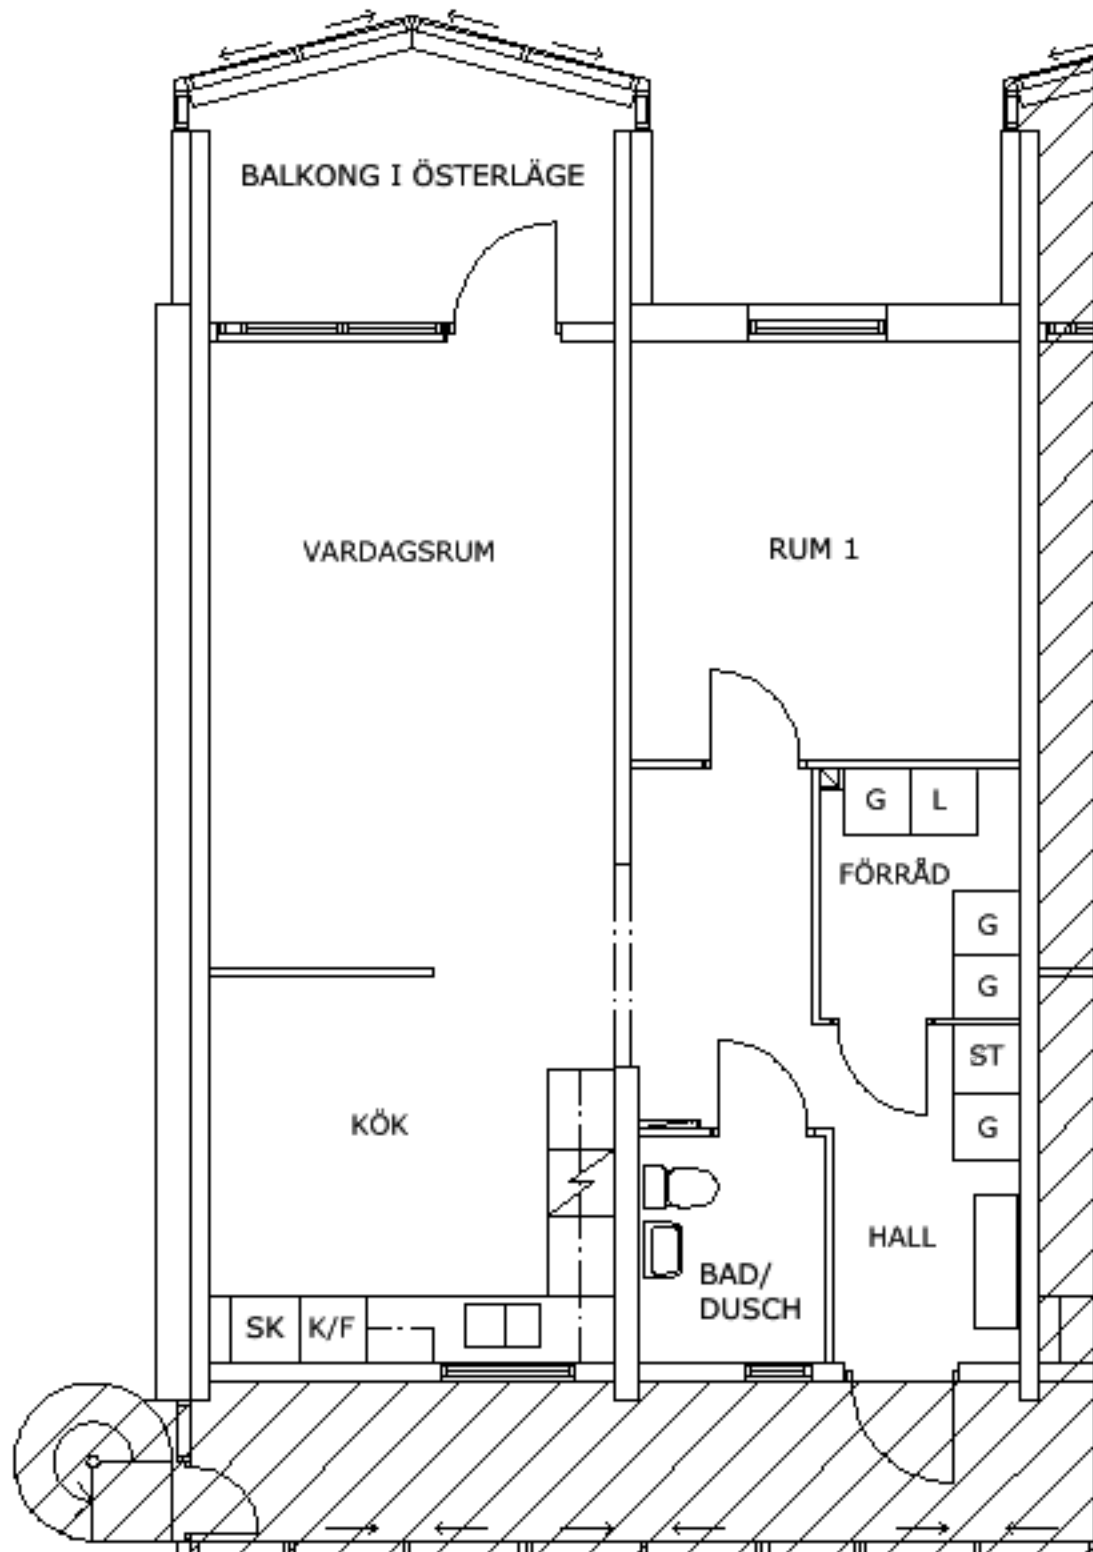 BALKONG I ÖSTERLÄGE
VARDAGSRUM
RUM 1
G
L
FÖRRÅD
G
G
ST
KÖK
G
HALL
BAD/
DUSCH
SK
K/F